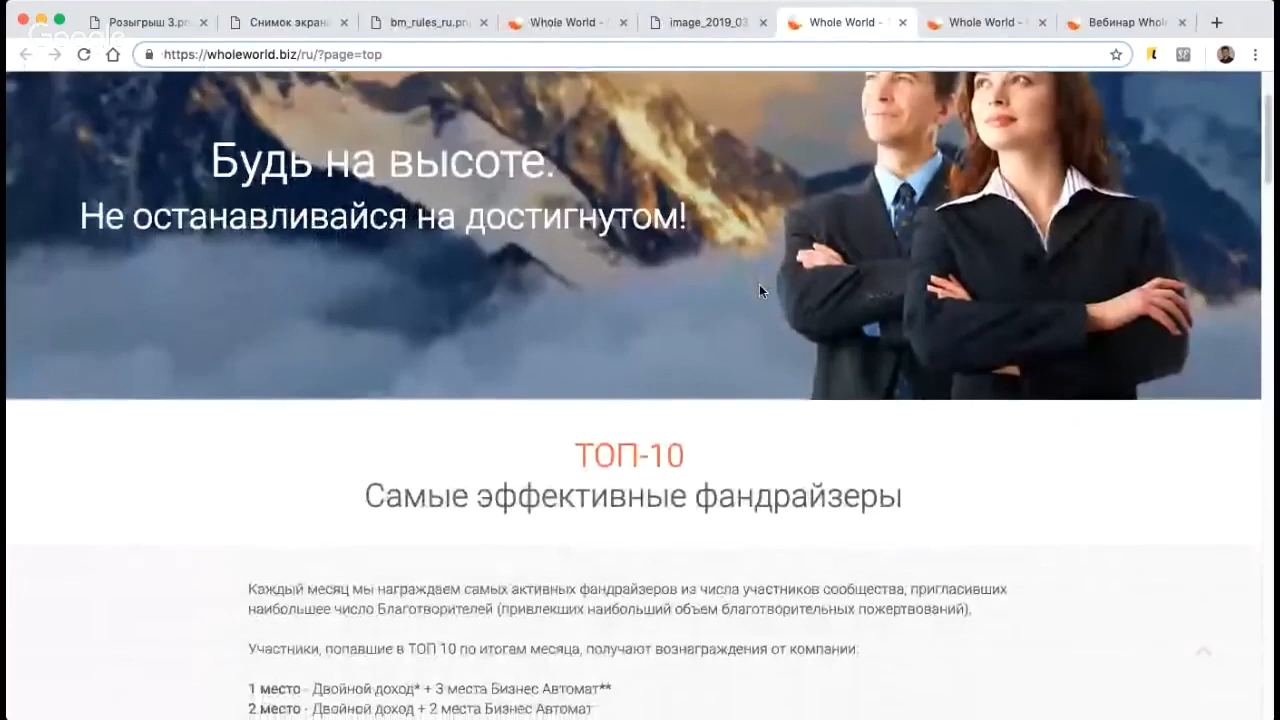 Розыгрыш 3.pn
Снимок экран
bm_rules_ru.pn
Whole World -
image_2019_03
Whole World -
Whole World -
Вебинар Whol
Google
https://wholeworld.biz/ru/?page=top
Будь на высоте.
Не останавливайся на достигнутом!
ТОП-10
Самые эффективные фандрайзеры
Каждый месяц мы награждаем самых активных фандрайзеров из числа участников сообщества, пригласивших
наибольшее число Благотворителей (привлекших наибольший объем благотворительных пожертвований).
Участники, попавшие в ТОП 10 по итогам месяца, получают вознаграждения от компании:
1 место - Двойной доход* + 3 места Бизнес Автомат**
2 место - Двойной доход + 2 места Бизнес Автомат